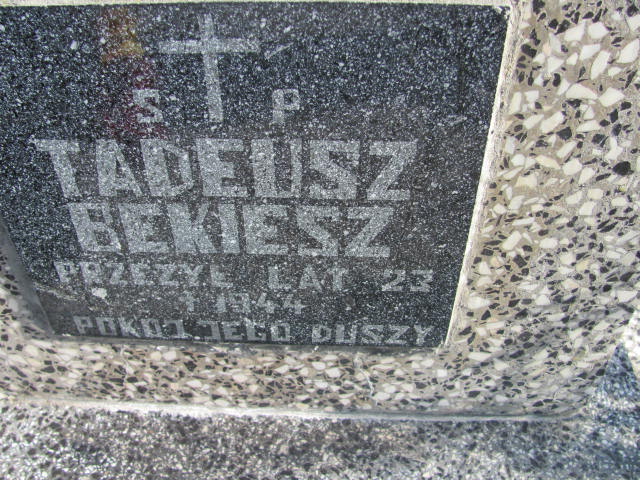 S P
TADEUSZ
BEKIESZ
PRZEŻYŁ LAT 23
† 1944
POKÓJ JEGO DUSZY